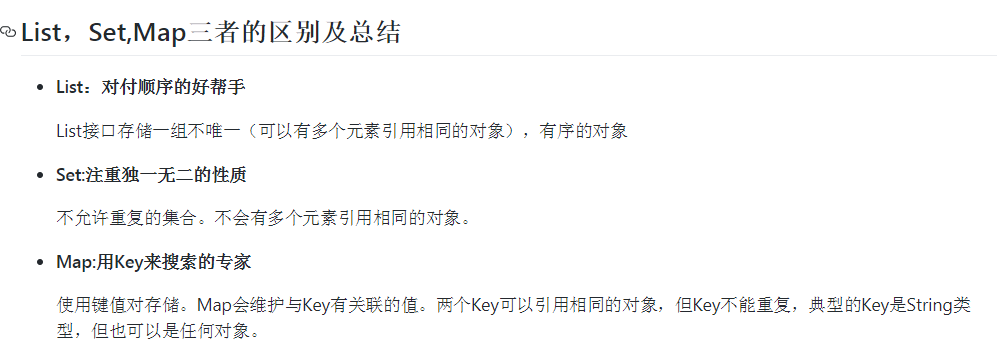 List，Set,Map三者的区别及总结
List：对付顺序的好帮手
List接口存储一组不唯一（可以有多个元素引用相同的对象），有序的对象
Set:注重独一无二的性质
不允许重复的集合。不会有多个元素引用相同的对象。
Map:用Key来搜索的专家
使用键值对存储。Map会维护与Key有关联的值。两个Key可以引用相同的对象，但Key不能重复，典型的Key是String类
型，但也可以是任何对象。